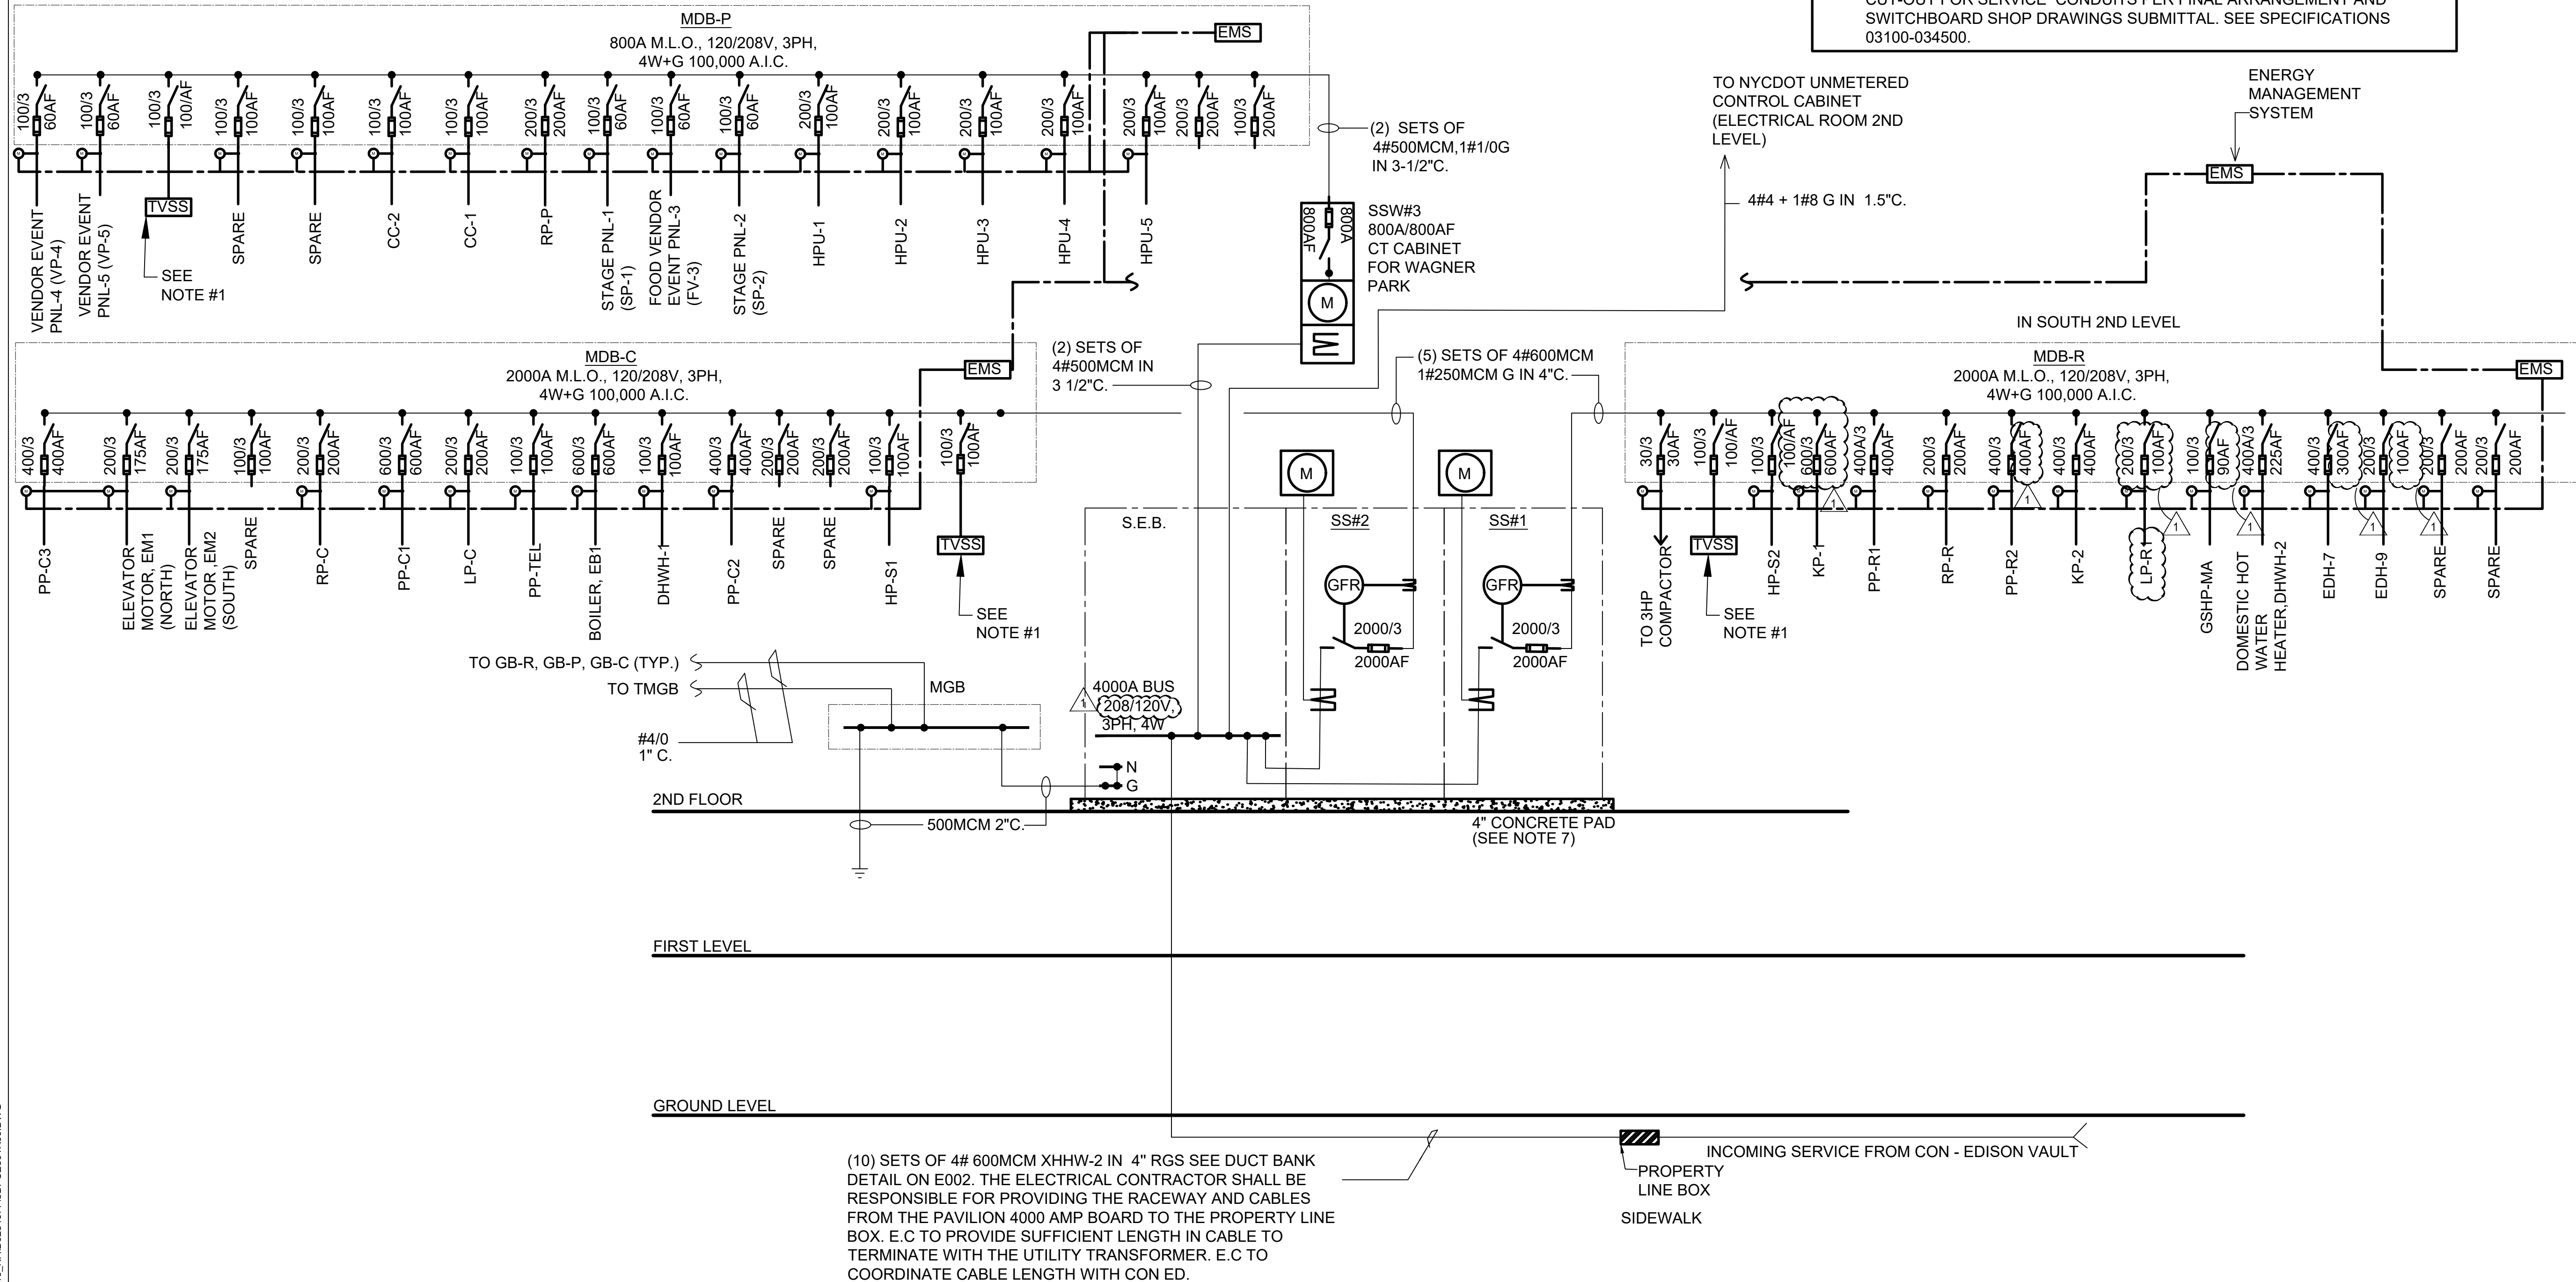 MDB-P
800A M.L.O., 120/208V, 3PH,
4W+G 100,000 A.I.C.
EMS
100/3
60AF
100/3
60AF
100/3
100/AF
100/3
100AF
100/3
100AF
100/3
100AF
100/3
100AF
200/3
200AF
100/3
60AF
100/3
60AF
100/3
60AF
200/3
100AF
200/3
100AF
200/3
100AF
200/3
100AF
200/3
100AF
200/3
200AF
100/3
200AF
VENDOR EVENT
PNL-4 (VP-4)
VENDOR EVENT
PNL-5 (VP-5)
TVSS
SEE
NOTE #1
SPARE
SPARE
CC-2
CC-1
RP-P
STAGE PNL-1
(SP-1)
FOOD VENDOR
EVENT PNL-3
(FV-3)
STAGE PNL-2
(SP-2)
HPU-1
HPU-2
HPU-3
HPU-4
HPU-5
(2) SETS OF
4#500MCM,1#1/0G
IN 3-1/2"C.
800AF
800A
M
SSW#3
800A/800AF
CT CABINET
FOR WAGNER
PARK
SWITCHBOARD SHOP DRAWINGS SUBMITTAL. SEE SPECIFICATIONS
03100-034500.
TO NYCDOT UNMETERED
CONTROL CABINET
(ELECTRICAL ROOM 2ND
LEVEL)
4#4 + 1#8 G IN 1.5"C.
ENERGY
MANAGEMENT
SYSTEM
EMS
IN SOUTH 2ND LEVEL
MDB-C
2000A M.L.O., 120/208V, 3PH,
4W+G 100,000 A.I.C.
EMS
400/3
400AF
200/3
175AF
200/3
175AF
100/3
100AF
200/3
200AF
600/3
600AF
200/3
200AF
100/3
100AF
600/3
600AF
100/3
100AF
400/3
400AF
200/3
200AF
200/3
200AF
100/3
100AF
100/3
100AF
PP-C3
ELEVATOR
MOTOR, EM1
(NORTH)
ELEVATOR
MOTOR ,EM2
(SOUTH)
SPARE
RP-C
PP-C1
LP-C
PP-TEL
BOILER, EB1
DHWH-1
PP-C2
SPARE
SPARE
HP-S1
TVSS
SEE
NOTE #1
(2) SETS OF
4#500MCM IN
3 1/2"C.
(5) SETS OF 4#600MCM
1#250MCM G IN 4"C.
MDB-R
2000A M.L.O., 120/208V, 3PH,
4W+G 100,000 A.I.C.
EMS
30/3
30AF
100/3
100/AF
100/3
100/AF
600/3
600AF
400A/3
400AF
200/3
200AF
400/3
400AF
400/3
400AF
200/3
100AF
100/3
90AF
400A/3
225AF
400/3
300AF
200/3
100AF
200/3
200AF
200/3
200AF
1
1
1
1
1
1
TO 3HP
COMPACTOR
TVSS
SEE
NOTE #1
HP-S2
KP-1
PP-R1
RP-R
PP-R2
KP-2
LP-R1
GSHP-MA
DOMESTIC HOT
WATER
HEATER,DHWH-2
EDH-7
EDH-9
SPARE
SPARE
M
M
S.E.B.
SS#2
SS#1
GFR
GFR
2000/3
2000AF
2000/3
2000AF
TO GB-R, GB-P, GB-C (TYP.)
TO TMGB
MGB
#4/0
1" C.
1
4000A BUS
208/120V,
3PH, 4W
N
G
2ND FLOOR
500MCM 2"C.
4" CONCRETE PAD
(SEE NOTE 7)
FIRST LEVEL
GROUND LEVEL
(10) SETS OF 4# 600MCM XHHW-2 IN 4" RGS SEE DUCT BANK
DETAIL ON E002. THE ELECTRICAL CONTRACTOR SHALL BE
RESPONSIBLE FOR PROVIDING THE RACEWAY AND CABLES
FROM THE PAVILION 4000 AMP BOARD TO THE PROPERTY LINE
BOX. E.C TO PROVIDE SUFFICIENT LENGTH IN CABLE TO
TERMINATE WITH THE UTILITY TRANSFORMER. E.C TO
COORDINATE CABLE LENGTH WITH CON ED.
INCOMING SERVICE FROM CON - EDISON VAULT
PROPERTY
LINE BOX
SIDEWALK